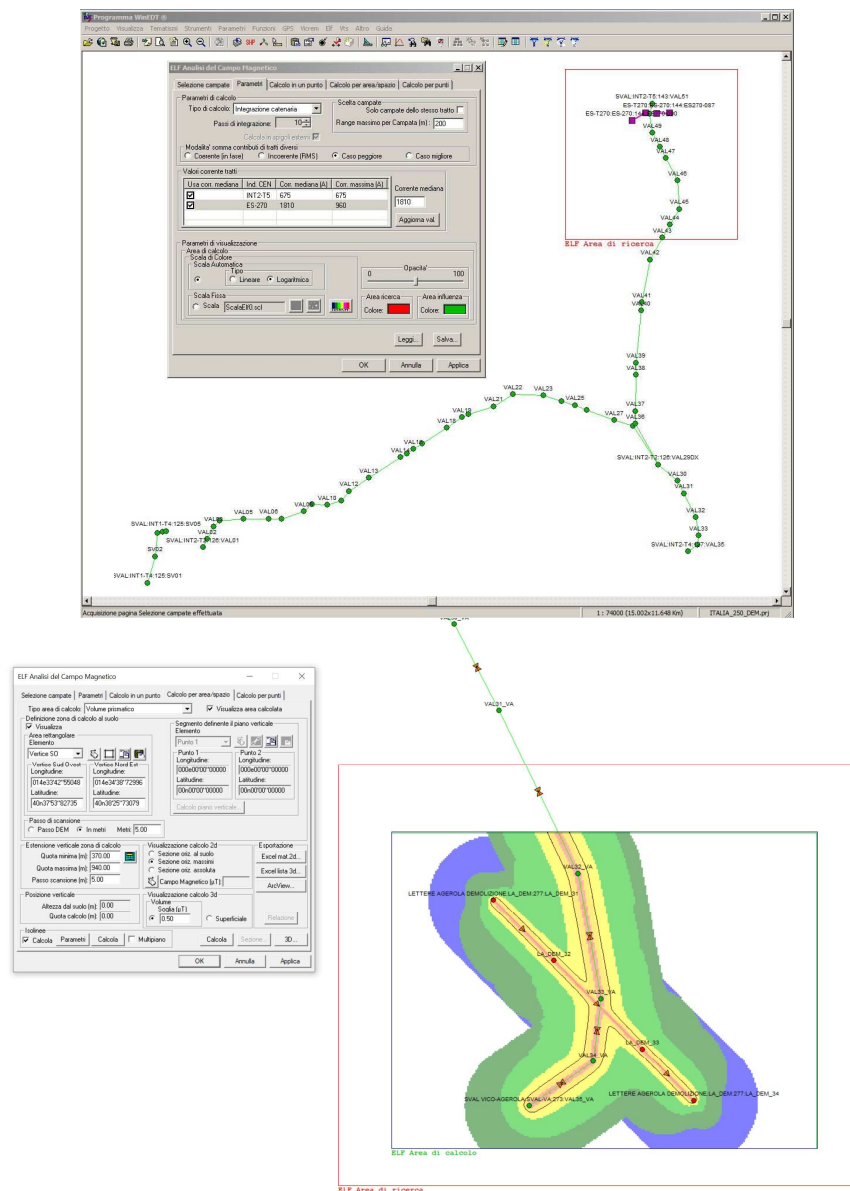 Programma WinEDT ®
Progetto Visualizza Tematismi Strumenti Parametri Funzioni GPS Viorem Elf Vrs Altro Guida
ELF Analisi del Campo Magnetico
Selezione campate Parametri Calcolo in un punto Calcolo per area/spazio Calcolo per punti
Parametri di calcolo
Tipo di calcolo: Integrazione catenaria
Passi di integrazione: 10
Calcola in spigoli esterni
Scelta campate
Solo campate dello stesso tratto
Range massimo per Campata (m): 200
Modalita' somma contributi di tratti diversi
Coerente (in fase) Incoerente (RMS) Caso peggiore Caso migliore
Valori corrente tratti
Usa corr. mediana Ind. CEN Corr. mediana (A) Corr. massima (A)
INT2-T5 675 675
ES-270 1810 960
Corrente mediana
1810
Aggiorna val.
Parametri di visualizzazione
Area di calcolo
Scala di Colore
Scala Automatica
Tipo
Lineare Logaritmica
Scala Fissa
Scala ScalaElf0.scl
Opacita'
0 100
Area ricerca
Colore:
Area influenza
Colore:
Leggi... Salva...
OK Annulla Applica
SVAL:INT2-T5:143:VAL51
ES-T270:ES-270:144:ES270-087
VAL49
VAL48
VAL47
VAL46
VAL45
VAL44
VAL43
ELF Area di ricerca
VAL42
VAL41
VAL40
VAL39
VAL38
VAL37
VAL36
VAL22
VAL23
VAL25
VAL27
VAL21
VAL13
VAL12
VAL10
VAL05
VAL06
SVAL:INT2-T2:126:VAL29DX
VAL30
VAL31
VAL32
VAL33
SVAL:INT1-T4:125:SV05
VAL02
SV02
SVAL:INT1-T4:125:SV01
Acquisizione pagina Selezione campate effettuata
1 : 74000 (15.002x11.648 Km)
ITALIA_250_DEM.prj
VAL31_VA
ELF Analisi del Campo Magnetico
Selezione campate Parametri Calcolo in un punto Calcolo per area/spazio Calcolo per punti
Tipo area di calcolo: Volume prismatico
Visualizza area calcolata
Definizione zona di calcolo al suolo
Visualizza
Area rettangolare
Elemento
Vertice SO
Vertice Sud Ovest
Longitudine:
014e33'42''55048
Latitudine:
40n37'53''82735
Vertice Nord Est
Longitudine:
014e34'38''72996
Latitudine:
40n38'25''73079
Segmento definente il piano verticale
Elemento
Punto 1
Punto 1
Longitudine:
000e00'00''00000
Latitudine:
00n00'00''00000
Punto 2
Longitudine:
000e00'00''00000
Latitudine:
00n00'00''00000
Calcolo piano verticale...
Passo di scansione
Passo DEM In metri Metri: 5.00
Estensione verticale zona di calcolo
Quota minima (m): 370.00
Quota massima (m): 940.00
Passo scansione (m): 5.00
Visualizzazione calcolo 2d
Sezione oriz. al suolo
Sezione oriz. massimi
Sezione oriz. assoluta
Campo Magnetico [µT]:
Esportazione
Excel mat.2d...
Excel lista 3d...
ArcView...
Posizione verticale
Altezza dal suolo (m): 0.00
Quota calcolo (m): 0.00
Visualizzazione calcolo 3d
Volume
Soglia [µT]
0.50
Superficiale
Relazione
Isolinee
Calcola Parametri Calcola Multipiano
Calcola Sezione... 3D...
OK Annulla Applica
VAL32_VA
LETTERE AGEROLA DEMOLIZIONE:LA_DEM:277:LA_DEM_31
LA_DEM_32
VAL33_VA
LA_DEM_33
VAL34_VA
SVAL VICO-AGEROLA:SVAL-VA:273:VAL35_VA
LETTERE AGEROLA DEMOLIZIONE:LA_DEM:277:LA_DEM_34
ELF Area di calcolo
ELF Area di ricerca